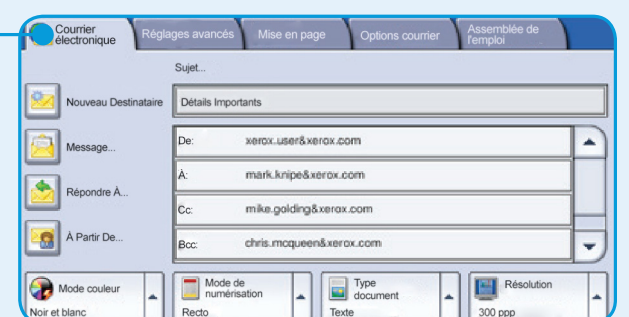 Courrier
électronique
Réglages avancés
Mise en page
Options courrier
Assemblée de
l'emploi
Sujet...
Nouveau Destinataire
Détails Importants
Message...
De: xerox.user&xerox.com
À: mark.knipe&xerox.com
Répondre À...
Cc: mike.golding&xerox.com
À Partir De...
Bcc: chris.mcqueen&xerox.com
Mode couleur
Noir et blanc
Mode de
numérisation
Recto
Type
document
Texte
Résolution
300 ppp